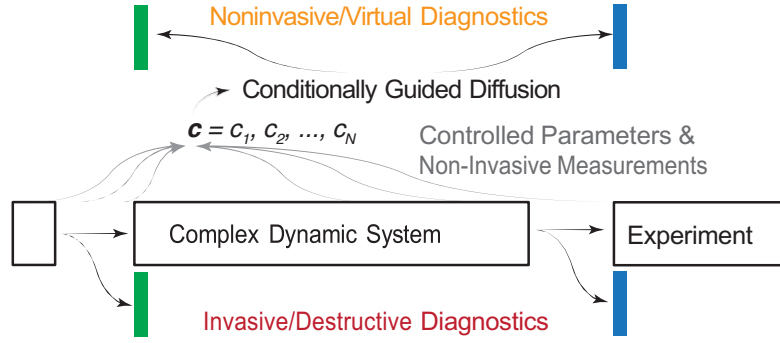 Noninvasive/Virtual Diagnostics
Conditionally Guided Diffusion
c = c1, c2, ..., cN
Controlled Parameters &
Non-Invasive Measurements
Complex Dynamic System
Experiment
Invasive/Destructive Diagnostics